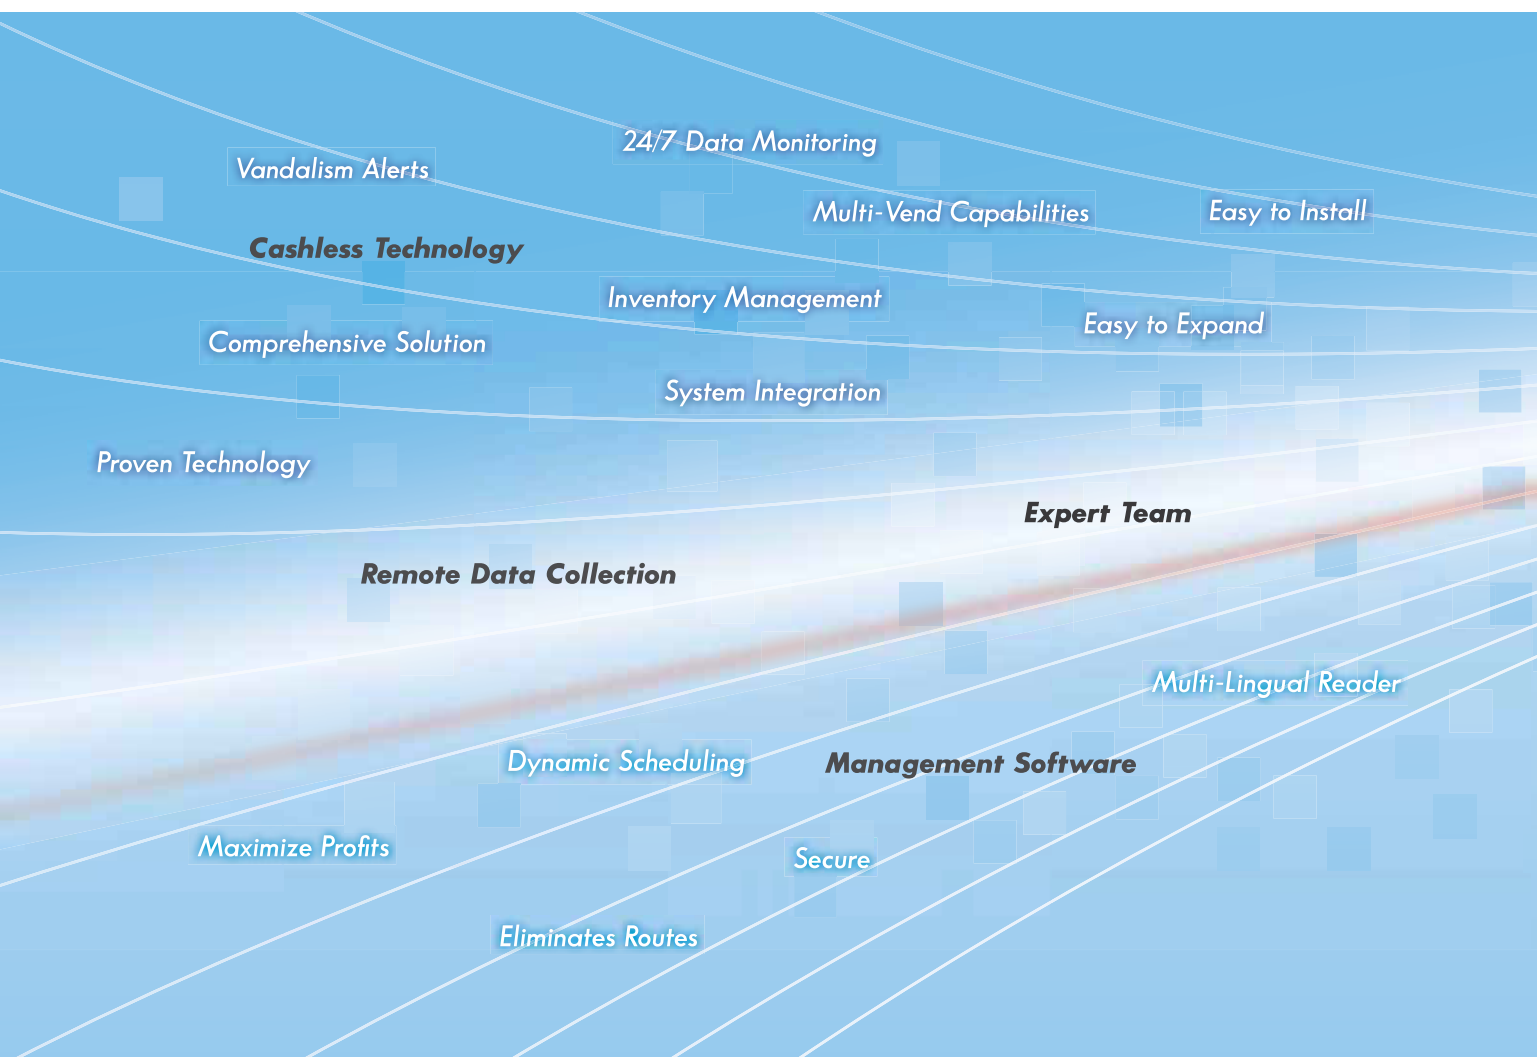 24/7 Data Monitoring
Vandalism Alerts
Multi-Vend Capabilities
Easy to Install
Cashless Technology
Inventory Management
Easy to Expand
Comprehensive Solution
System Integration
Proven Technology
Expert Team
Remote Data Collection
Multi-Lingual Reader
Dynamic Scheduling
Management Software
Maximize Profits
Secure
Eliminates Routes